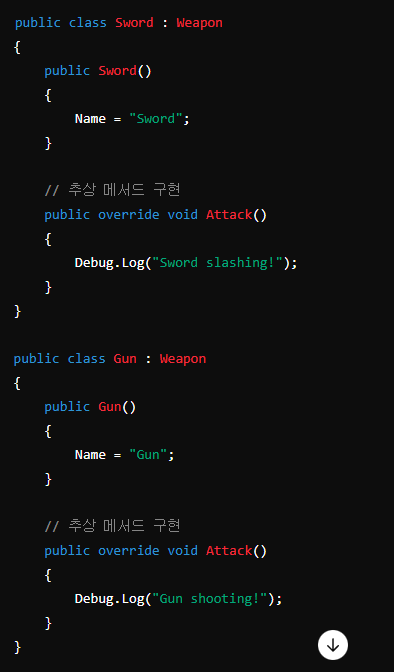 public class Sword : Weapon
{
    public Sword()
    {
        Name = "Sword";
    }

    // 추상 메서드 구현
    public override void Attack()
    {
        Debug.Log("Sword slashing!");
    }
}

public class Gun : Weapon
{
    public Gun()
    {
        Name = "Gun";
    }

    // 추상 메서드 구현
    public override void Attack()
    {
        Debug.Log("Gun shooting!");
    }
}